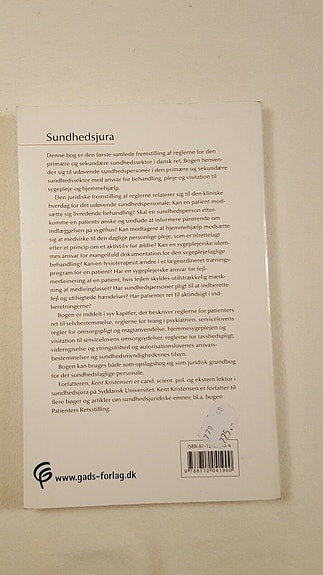 Sundhedsjura
Denne bog er den første samlede fremstilling af reglerne for den
primære og sekundære sundhedssektor i dansk ret. Bogen henven-
der sig til udøvende sundhedspersoner i den primære og sekundære
sundhedssektor med ansvar for behandling, pleje og visitation til
sygepleje og hjemmehjælp.
Den juridiske fremstilling af reglerne relaterer sig til den kliniske
hverdag for det udøvende sundhedspersonale: Kan en patient mod-
sætte sig livreddende behandling? Skal en sundhedsperson efter-
komme en patients ønske og undlade at informere pårørende om
indlæggelsen på sygehus? Kan modtagere af hjemmehjælp modsætte
sig at medvirke til den daglige personlige pleje, som er tilrettelagt
efter et princip om et aktivt liv for ældre? Kan en sygeplejerske idøm-
mes ansvar for mangelfuld dokumentation for den sygeplejefaglige
behandling? Kan en fysioterapeut ændre i et lægeordineret trænings-
program for en patient? Har en sygeplejerske ansvar for fejl-
medicinering af en patient, hvis fejlen skyldes utilstrækkelig mærk-
ning af medicinglasset? Har sundhedspersoner pligt til at indberette
fejl og utilsigtede hændelser? Har patienter ret til aktindsigt i ind-
beretningerne?
Bogen er inddelt i syv kapitler, der beskriver reglerne for patienters
ret til selvbestemmelse, reglerne for tvang i psykiatrien, servicelovens
regler for omsorgspligt og magtanvendelse, hjemmesygeplejen og
visitation til servicelovens omsorgsydelser, reglerne for tavshedspligt,
videregivelse og ytringsfrihed og autorisationslovenes ansvars-
bestemmelser og sundhedsmyndighedernes tilsyn.
Bogen kan bruges både som opslagsbog og som juridisk grundbog
for det sundhedsfaglige personale.
Forfatteren, Kent Kristensen er cand. scient. pol. og ekstern lektor i
sundhedsjura på Syddansk Universitet. Kent Kristensen er forfatter til
flere bøger og artikler om sundhedsjuridiske emner, bl.a. bogen
Patienters Retsstilling.
279
275,-
ISBN 87-12
9 788712 041900
www.gads-forlag.dk